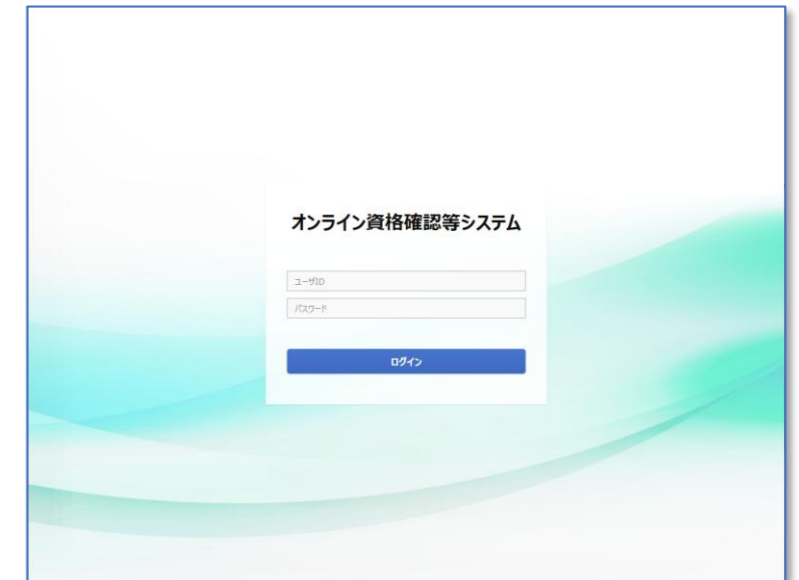 オンライン資格確認等システム
ユーザID
パスワード
ログイン